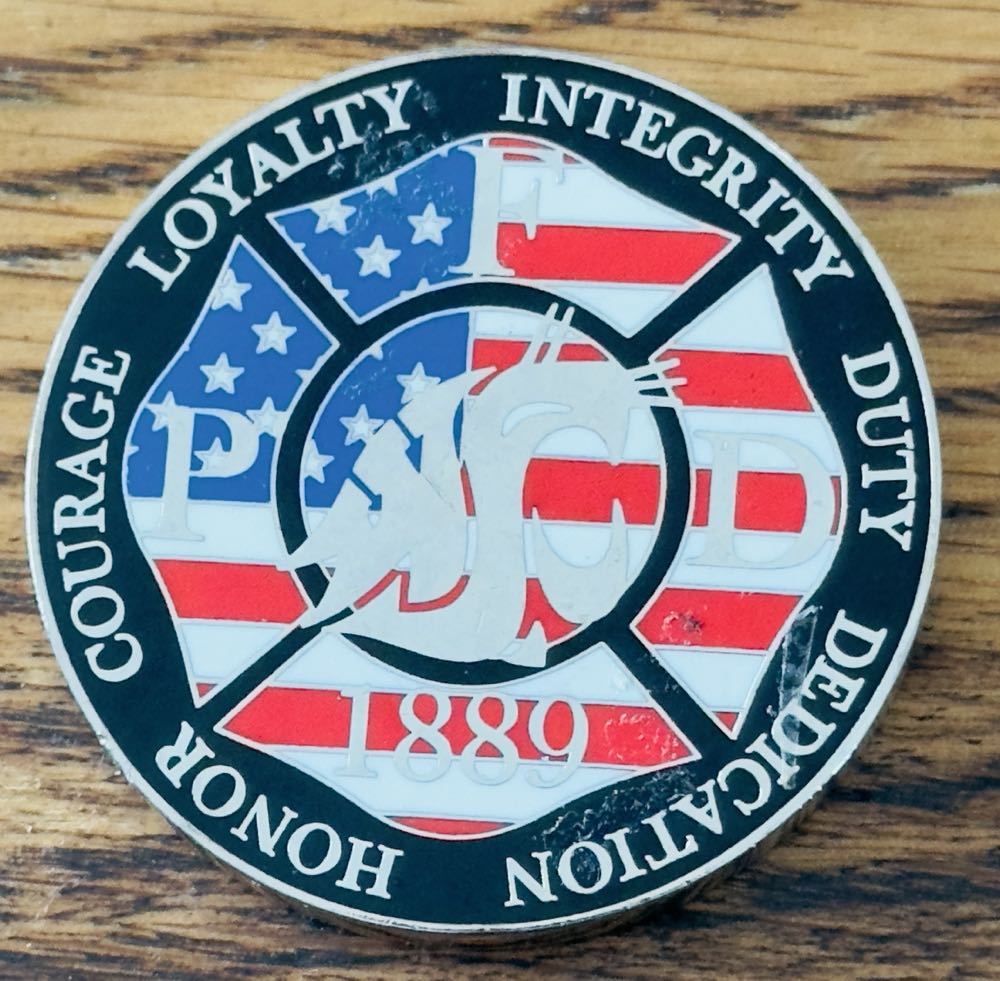 LOYALTY
INTEGRITY
DUTY
DEDICATION
HONOR
COURAGE
F
P
D
1889